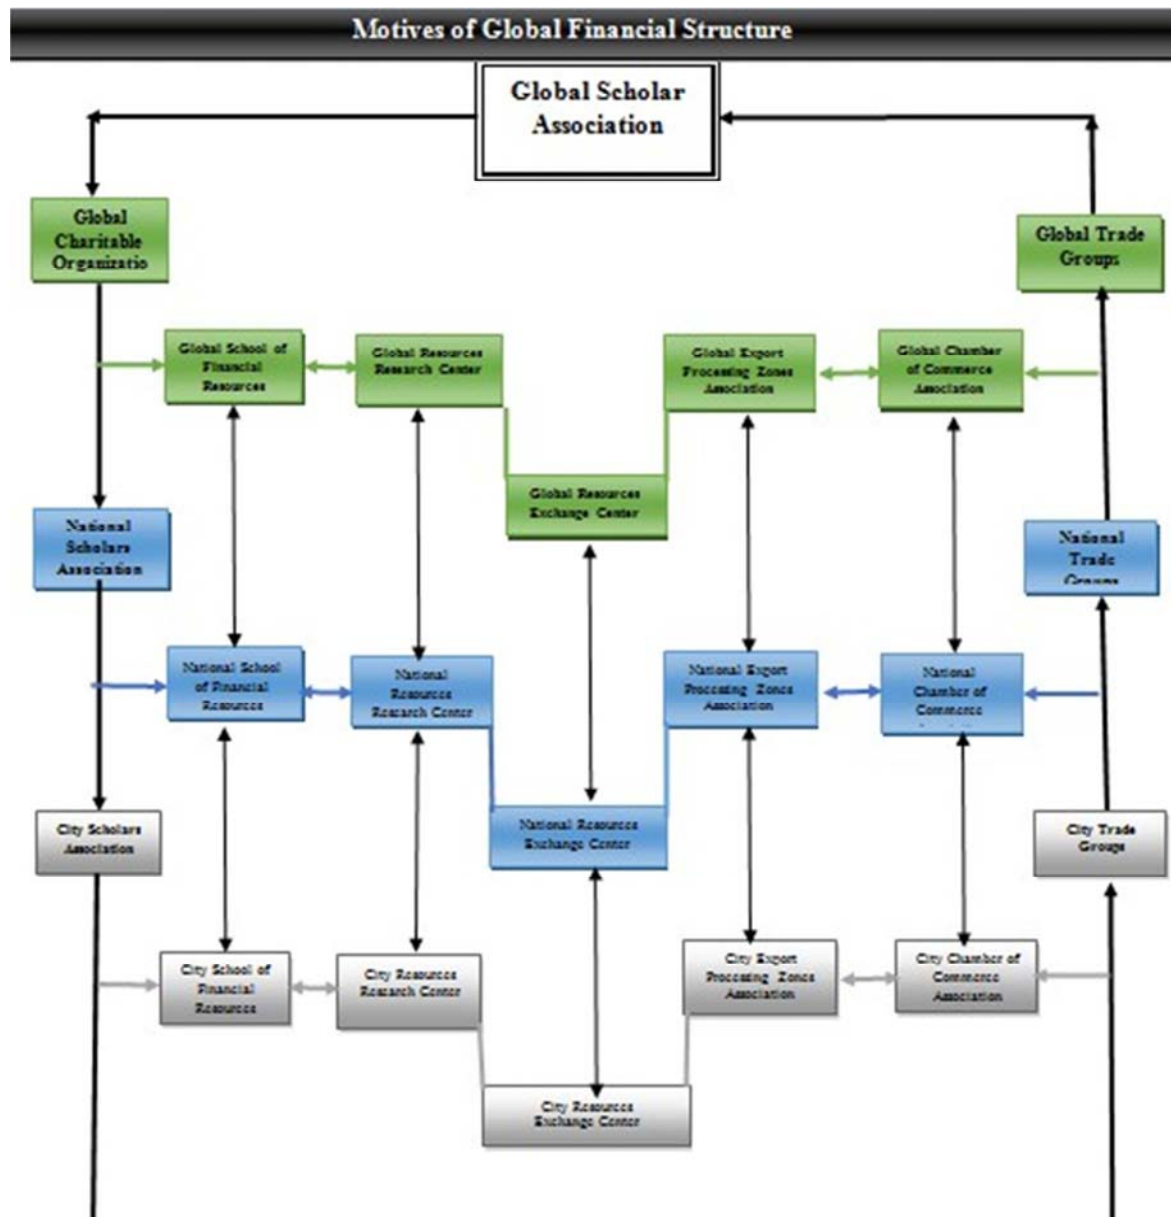 Motives of Global Financial Structure
Global Scholar
Association
Global
Charitable
Organizatio
Global Trade
Groups
Global School of
Financial
Resources
Global Resources
Research Center
Global Export
Processing Zones
Association
Global Chamber
of Commerce
Association
Global Resources
Exchange Center
National
Scholars
Association
National
Trade
Groups
National School
of Financial
Resources
National
Resources
Research Center
National Export
Processing Zones
Association
National
Chamber of
Commerce
National Resources
Exchange Center
City Scholars
Association
City Trade
Groups
City School of
Financial
Resources
City Resources
Research Center
City Export
Processing Zones
Association
City Chamber of
Commerce
Association
City Resources
Exchange Center